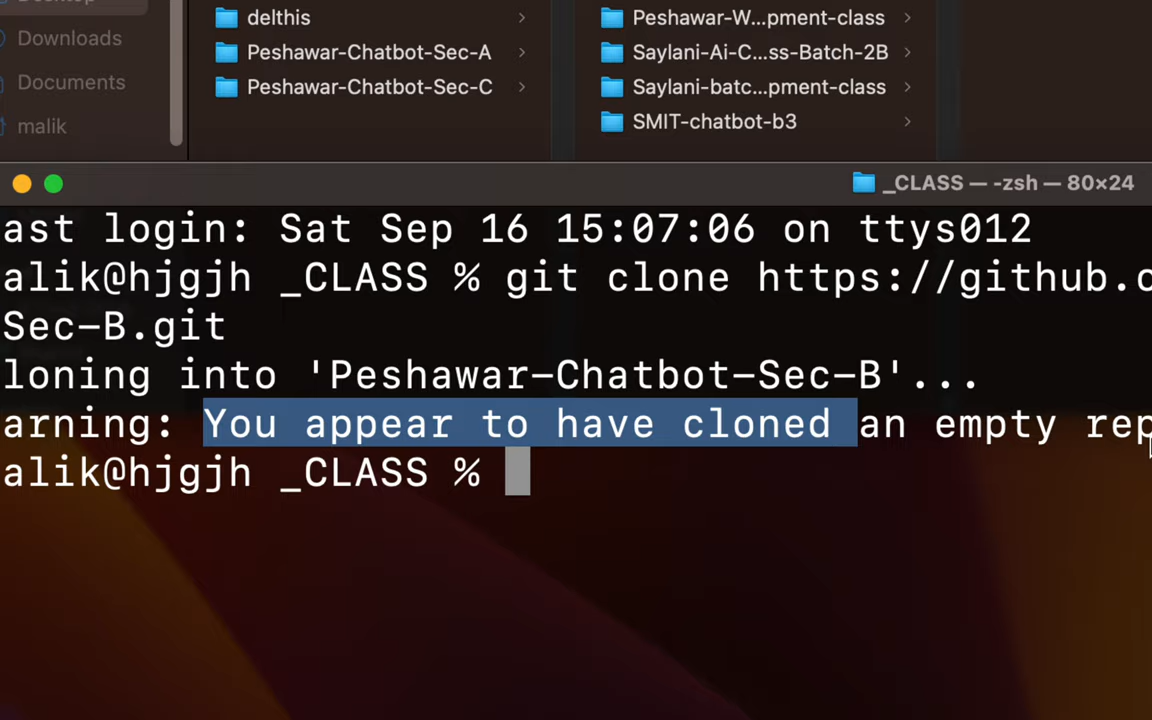 Desktop
Downloads
Documents
malik
delthis
Peshawar-Chatbot-Sec-A
Peshawar-Chatbot-Sec-C
Peshawar-W...pment-class
Saylani-Ai-C...ss-Batch-2B
Saylani-batc...pment-class
SMIT-chatbot-b3
_CLASS — -zsh — 80×24
ast login: Sat Sep 16 15:07:06 on ttys012
alik@hjgjh _CLASS % git clone https://github.c
Sec-B.git
loning into 'Peshawar-Chatbot-Sec-B'...
arning: You appear to have cloned an empty rep
alik@hjgjh _CLASS %